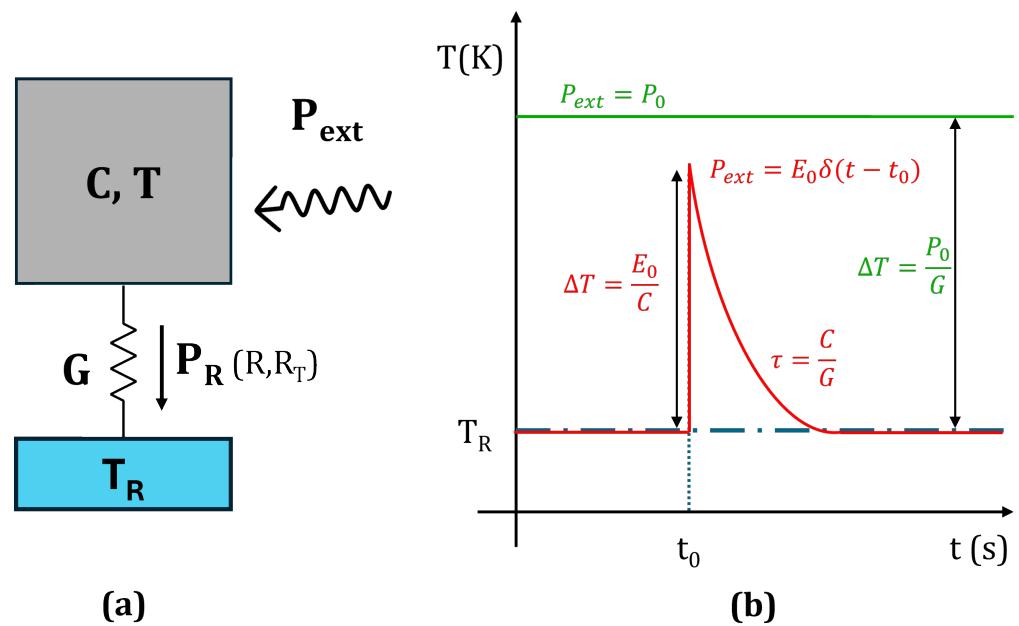 C, T
P_ext
G
P_R (R,R_T)
T_R
(a)
T(K)
P_ext = P_0
P_ext = E_0δ(t − t_0)
ΔT = E_0/C
ΔT = P_0/G
τ = C/G
T_R
t_0
t (s)
(b)